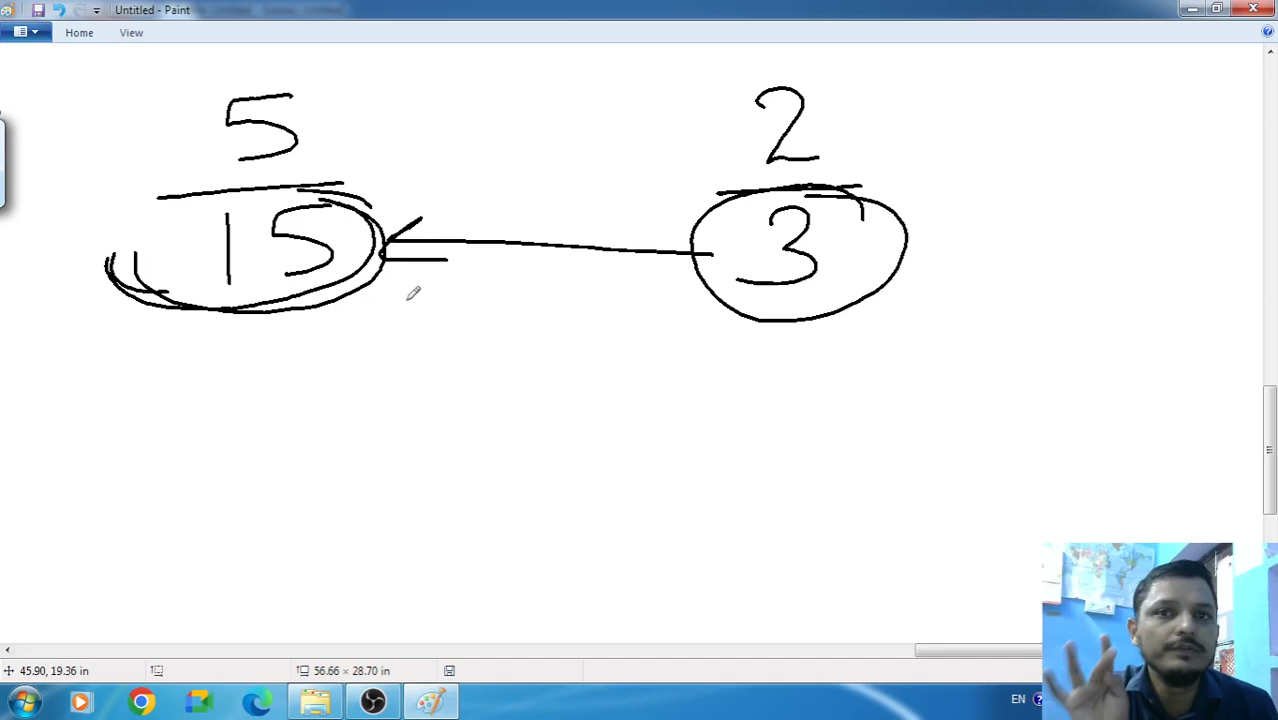 Untitled - Paint
Home View
5 2
15 3
45.90, 19.36 in 56.66 × 28.70 in
EN